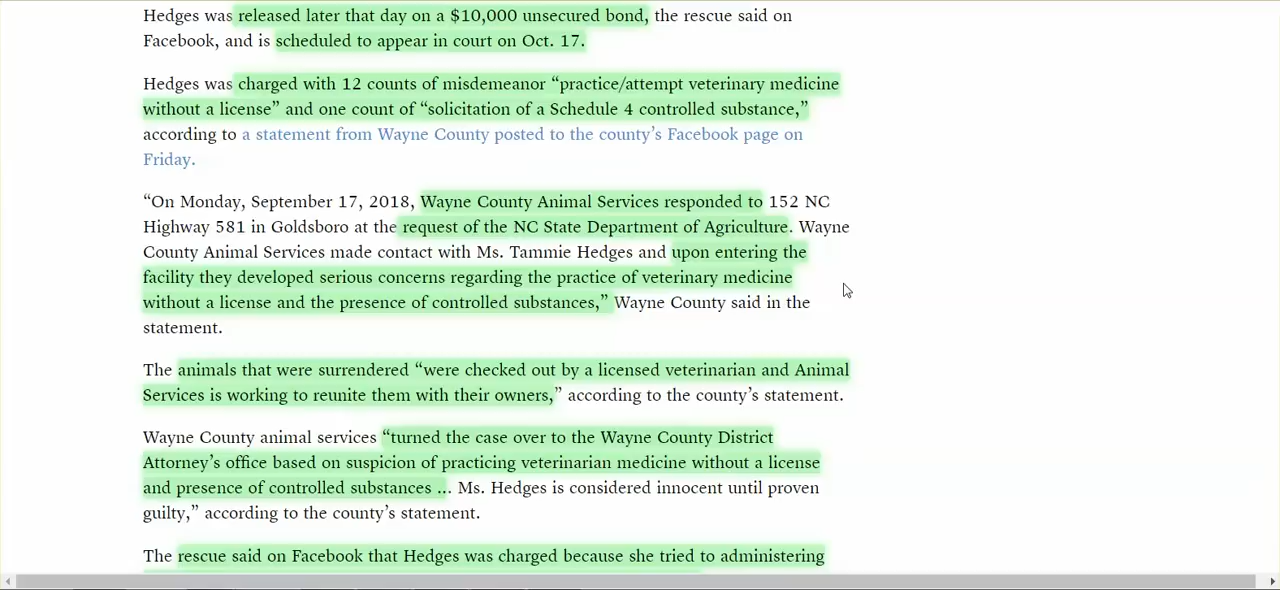 Hedges was released later that day on a $10,000 unsecured bond, the rescue said on
Facebook, and is scheduled to appear in court on Oct. 17.
Hedges was charged with 12 counts of misdemeanor “practice/attempt veterinary medicine
without a license” and one count of “solicitation of a Schedule 4 controlled substance,”
according to a statement from Wayne County posted to the county’s Facebook page on
Friday.
“On Monday, September 17, 2018, Wayne County Animal Services responded to 152 NC
Highway 581 in Goldsboro at the request of the NC State Department of Agriculture. Wayne
County Animal Services made contact with Ms. Tammie Hedges and upon entering the
facility they developed serious concerns regarding the practice of veterinary medicine
without a license and the presence of controlled substances,” Wayne County said in the
statement.
The animals that were surrendered “were checked out by a licensed veterinarian and Animal
Services is working to reunite them with their owners,” according to the county’s statement.
Wayne County animal services “turned the case over to the Wayne County District
Attorney’s office based on suspicion of practicing veterinarian medicine without a license
and presence of controlled substances ... Ms. Hedges is considered innocent until proven
guilty,” according to the county’s statement.
The rescue said on Facebook that Hedges was charged because she tried to administering